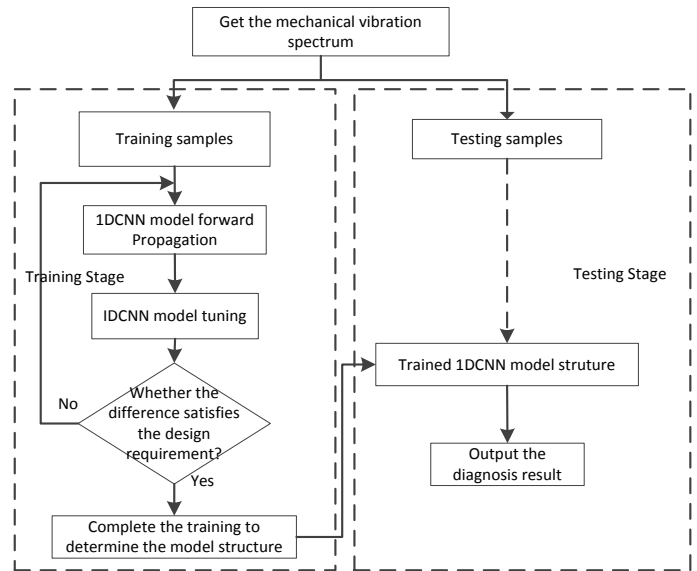 Get the mechanical vibration
spectrum
Training samples
Testing samples
1DCNN model forward
Propagation
Training Stage
Testing Stage
IDCNN model tuning
Trained 1DCNN model struture
Whether the
difference satisfies
the design
requirement?
No
Yes
Output the
diagnosis result
Complete the training to
determine the model structure